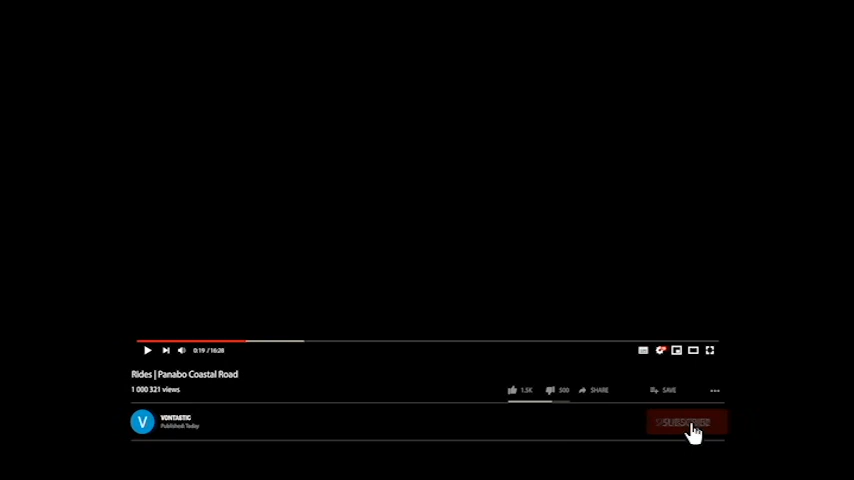 0:19 / 16:28
Rides | Panabo Coastal Road
1 000 321 views
1.5K
500
SHARE
SAVE
VONTASTIC
Published: Today